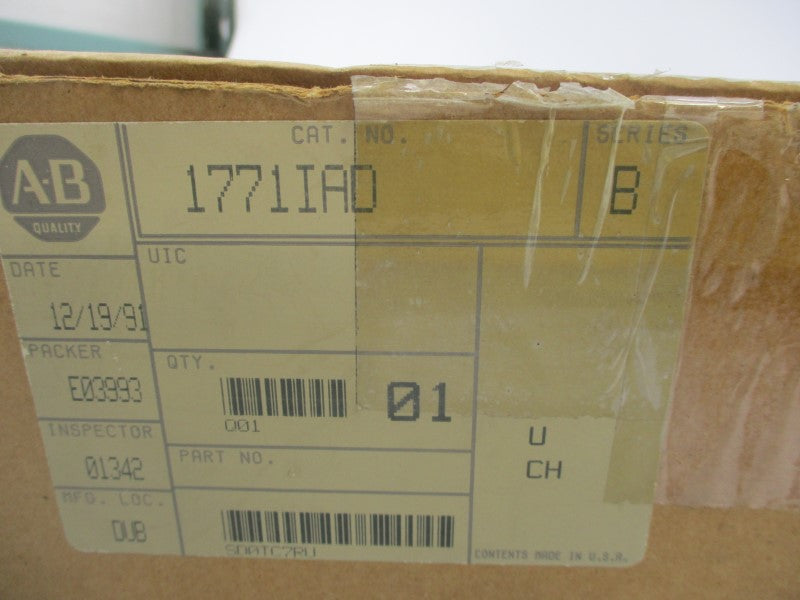 A-B
QUALITY
CAT. NO.
1771IAD
SERIES
B
DATE
12/19/91
UIC
PACKER
E03993
QTY.
Q01
01
INSPECTOR
01342
PART NO.
U
CH
MFG. LOC.
DUB
CONTENTS MADE IN U.S.A.